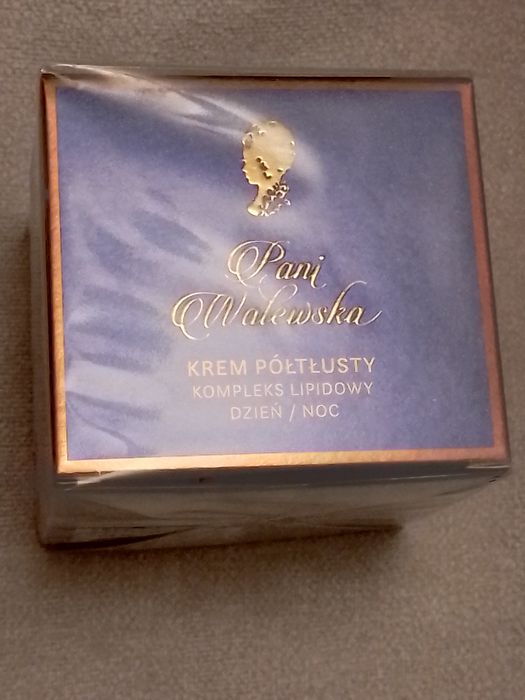 Pani
Walewska
KREM PÓŁTŁUSTY
KOMPLEKS LIPIDOWY
DZIEŃ / NOC